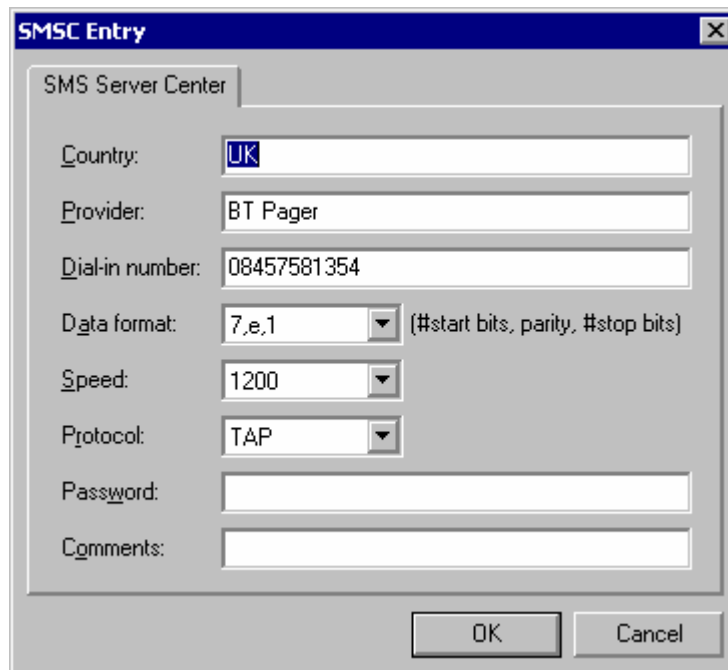 SMSC Entry
SMS Server Center
Country: UK
Provider: BT Pager
Dial-in number: 08457581354
Data format: 7,e,1 (#start bits, parity, #stop bits)
Speed: 1200
Protocol: TAP
Password:
Comments:
OK Cancel